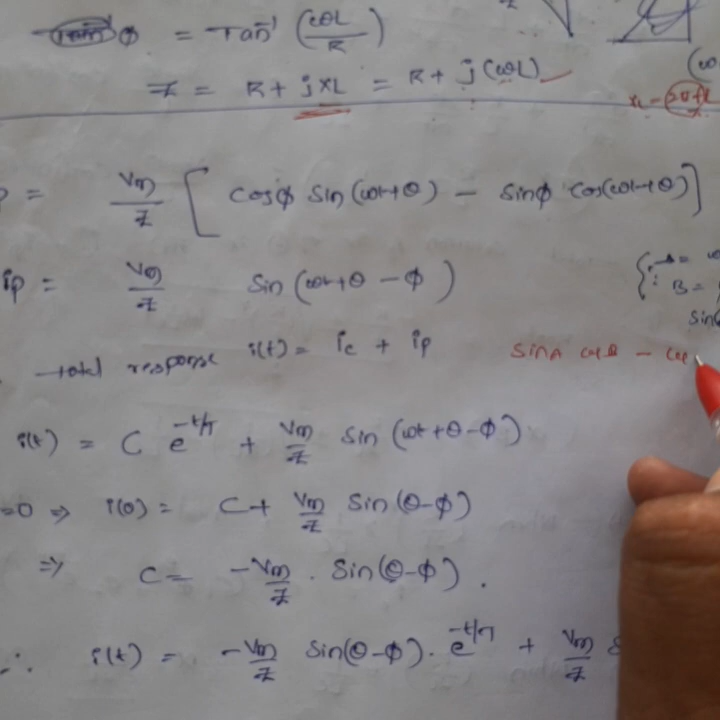 φ = Tan⁻¹ (ωL/R)
Z = R + jXL = R + j(ωL)
= Vm/Z [ cosφ sin(ωt+θ) - sinφ cos(ωt+θ) ]
ip = Vm/Z sin(ωt+θ-φ)
total response i(t) = ic + ip
sinA cosB - cos
i(t) = C e^-t/τ + Vm/Z sin(ωt+θ-φ)
=0 ⇒ i(0) = C + Vm/Z sin(θ-φ)
⇒ C = -Vm/Z . sin(θ-φ).
∴ i(t) = -Vm/Z sin(θ-φ). e^-t/τ + Vm/Z